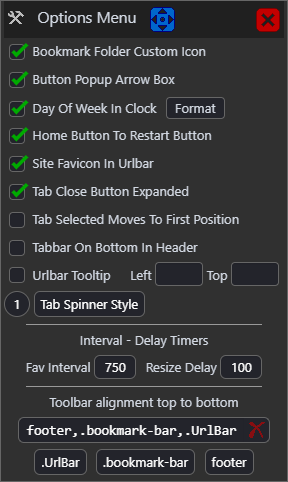 Options Menu
Bookmark Folder Custom Icon
Button Popup Arrow Box
Day Of Week In Clock Format
Home Button To Restart Button
Site Favicon In Urlbar
Tab Close Button Expanded
Tab Selected Moves To First Position
Tabbar On Bottom In Header
Urlbar Tooltip Left Top
1 Tab Spinner Style
Interval - Delay Timers
Fav Interval 750 Resize Delay 100
Toolbar alignment top to bottom
footer,.bookmark-bar,.UrlBar
.UrlBar .bookmark-bar footer